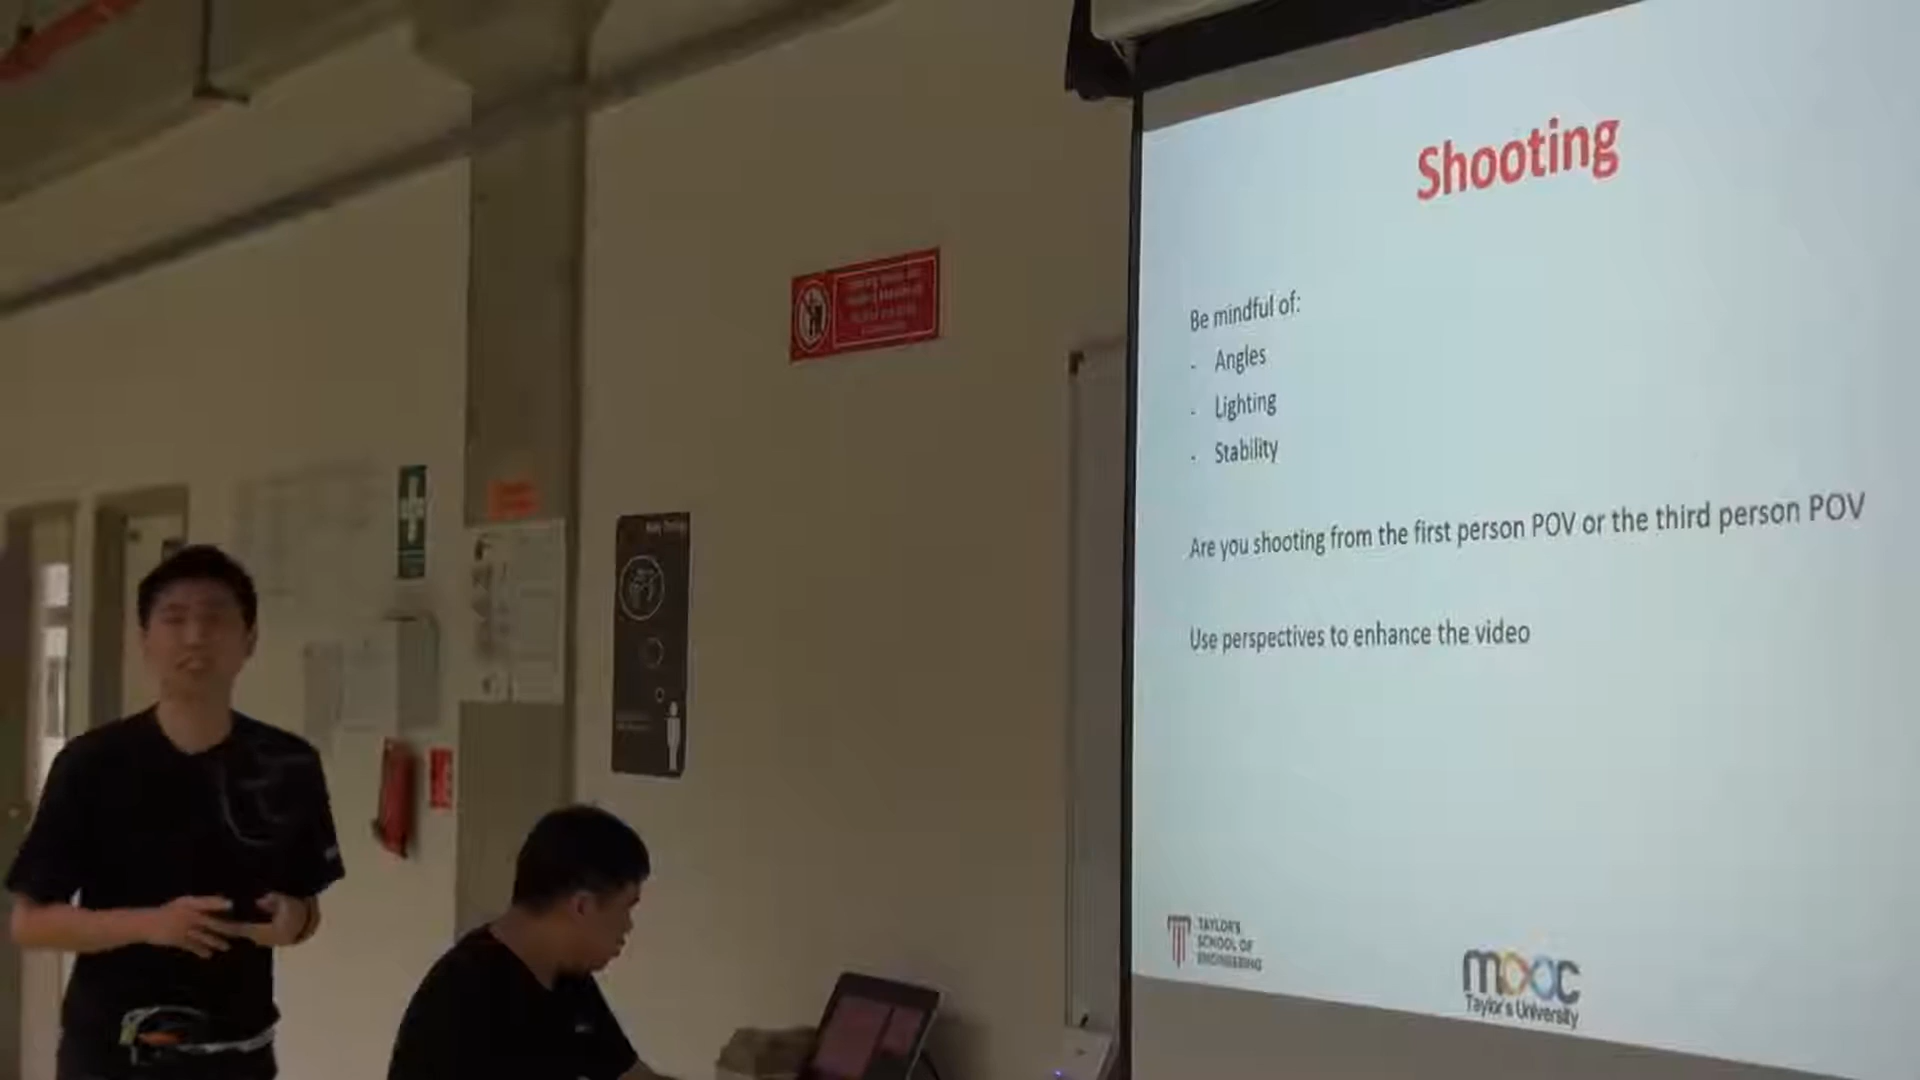 Shooting
Be mindful of:
- Angles
- Lighting
- Stability
Are you shooting from the first person POV or the third person POV
Use perspectives to enhance the video
TAYLOR'S
SCHOOL OF
ENGINEERING
mooc
Taylor's University